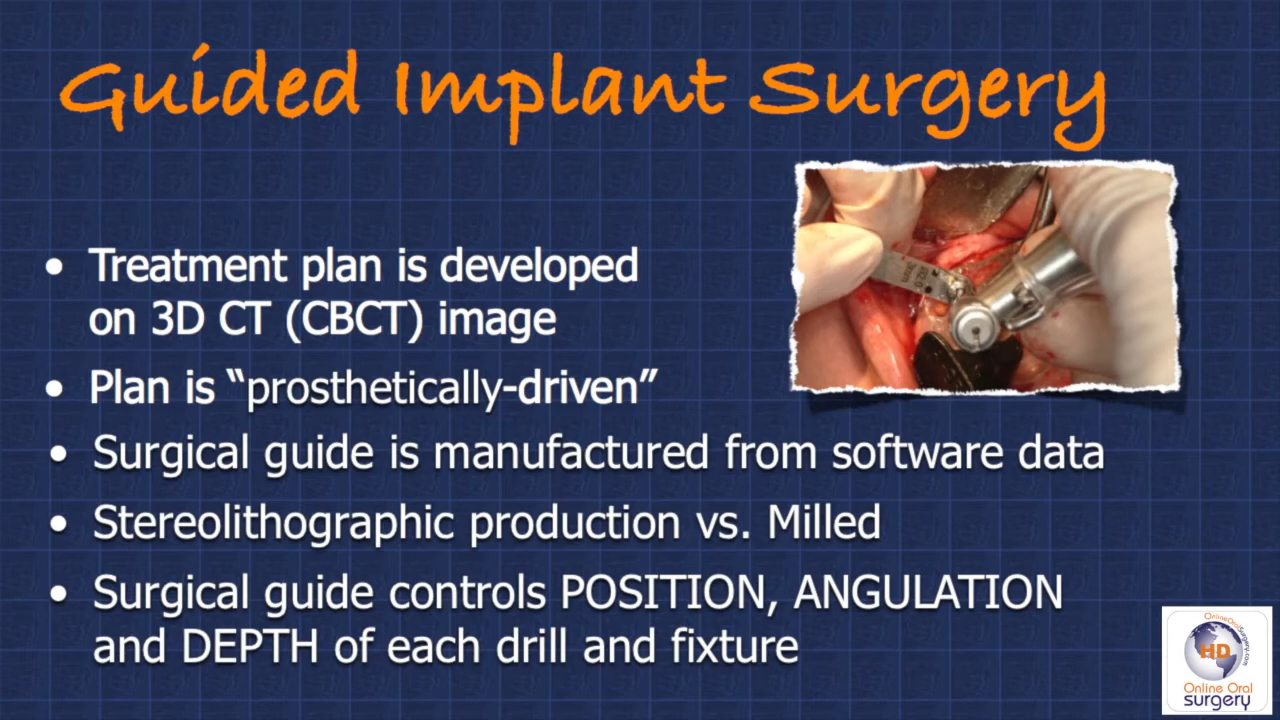 Guided Implant Surgery
• Treatment plan is developed
on 3D CT (CBCT) image
• Plan is “prosthetically-driven”
• Surgical guide is manufactured from software data
• Stereolithographic production vs. Milled
• Surgical guide controls POSITION, ANGULATION
and DEPTH of each drill and fixture
OnlineOralSurgery.com
HD
Online Oral
surgery